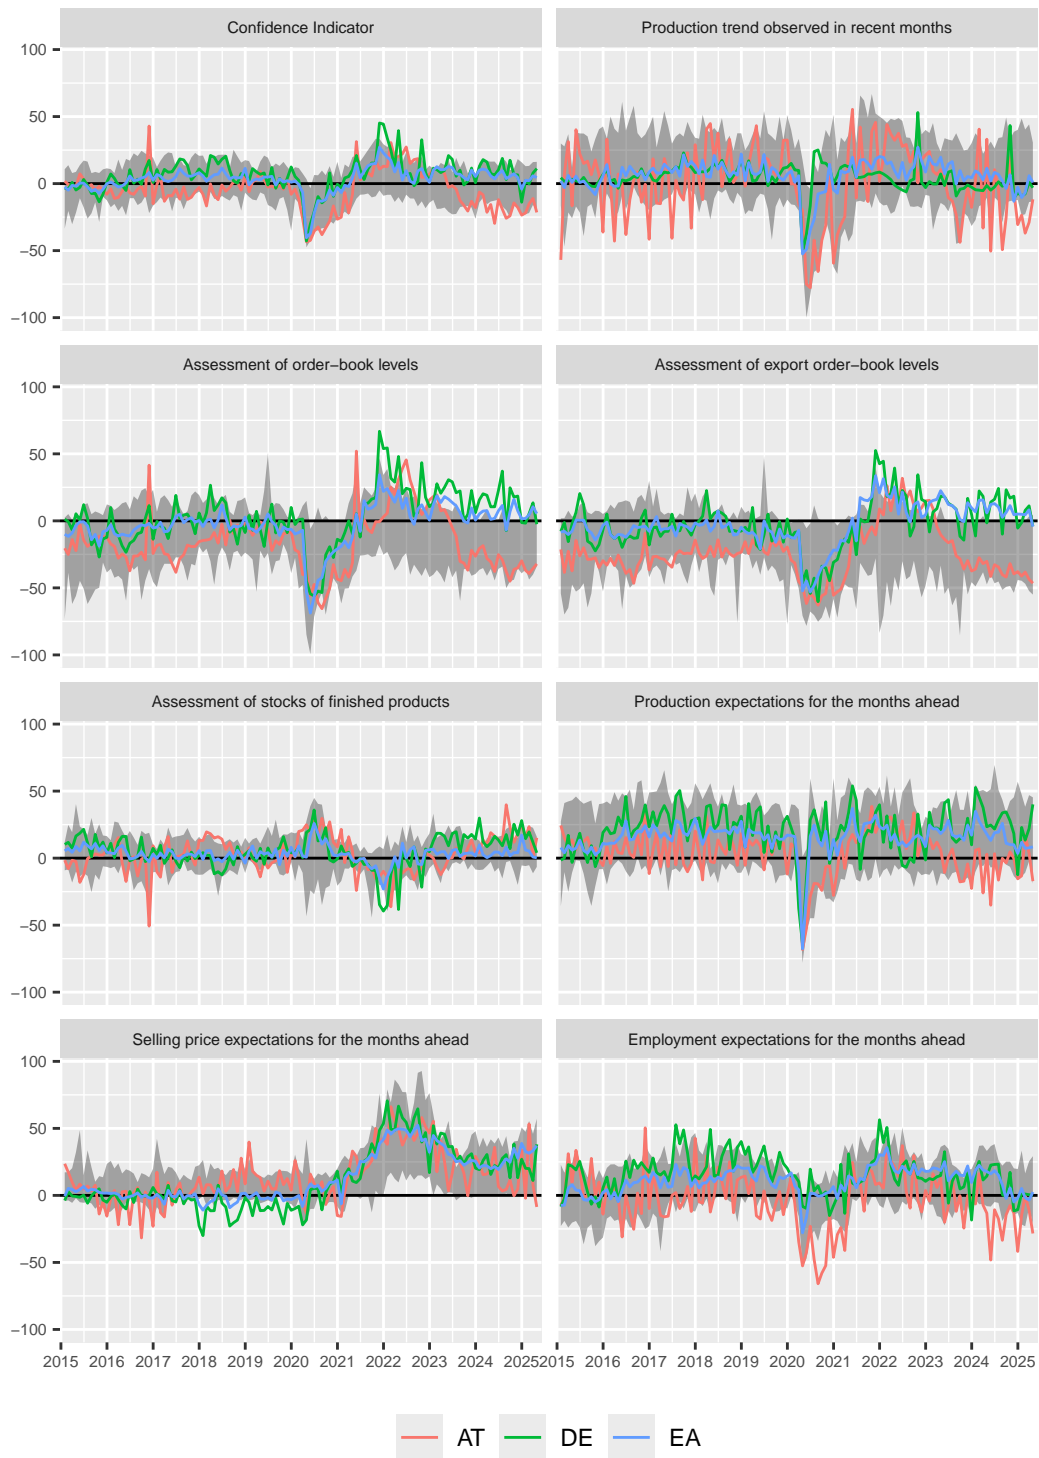 Confidence Indicator
Production trend observed in recent months
100
50
0
−50
−100
Assessment of order−book levels
Assessment of export order−book levels
100
50
0
−50
−100
Assessment of stocks of finished products
Production expectations for the months ahead
100
50
0
−50
−100
Selling price expectations for the months ahead
Employment expectations for the months ahead
100
50
0
−50
−100
2015 2016 2017 2018 2019 2020 2021 2022 2023 2024 2025
2015 2016 2017 2018 2019 2020 2021 2022 2023 2024 2025
AT DE EA